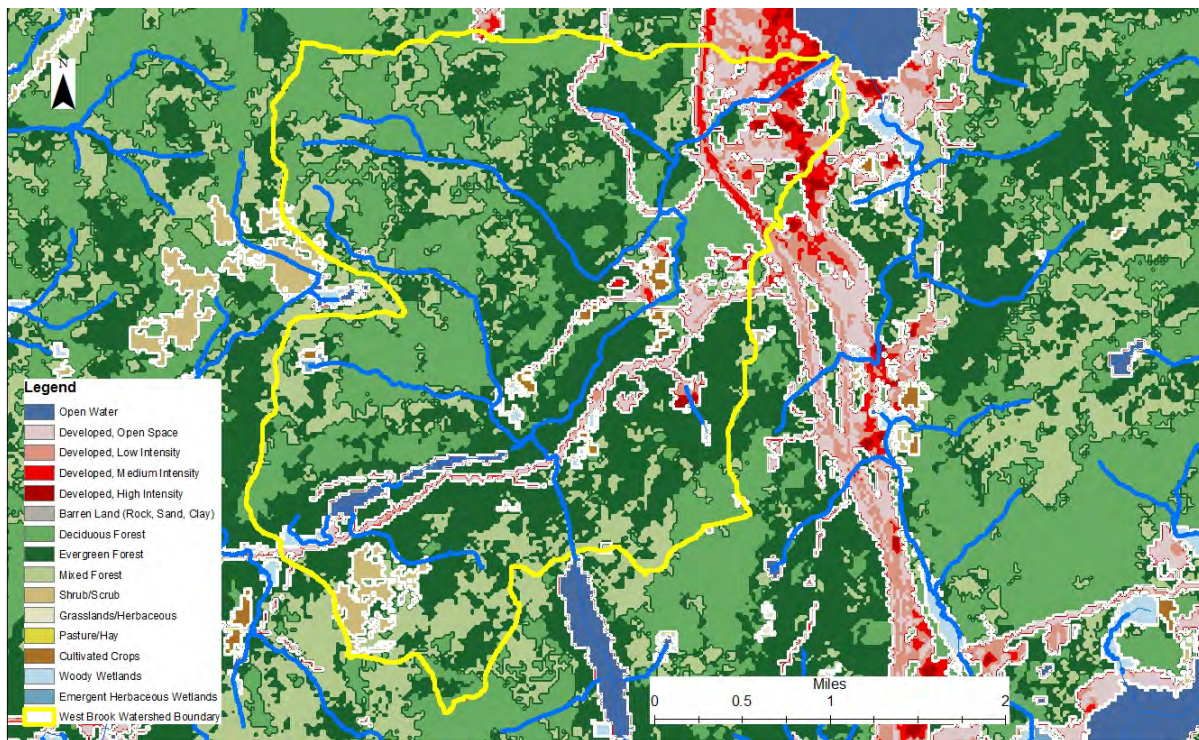 N
Legend
Open Water
Developed, Open Space
Developed, Low Intensity
Developed, Medium Intensity
Developed, High Intensity
Barren Land (Rock, Sand, Clay)
Deciduous Forest
Evergreen Forest
Mixed Forest
Shrub/Scrub
Grasslands/Herbaceous
Pasture/Hay
Cultivated Crops
Woody Wetlands
Emergent Herbaceous Wetlands
West Brook Watershed Boundary
Miles
0 0.5 1 2